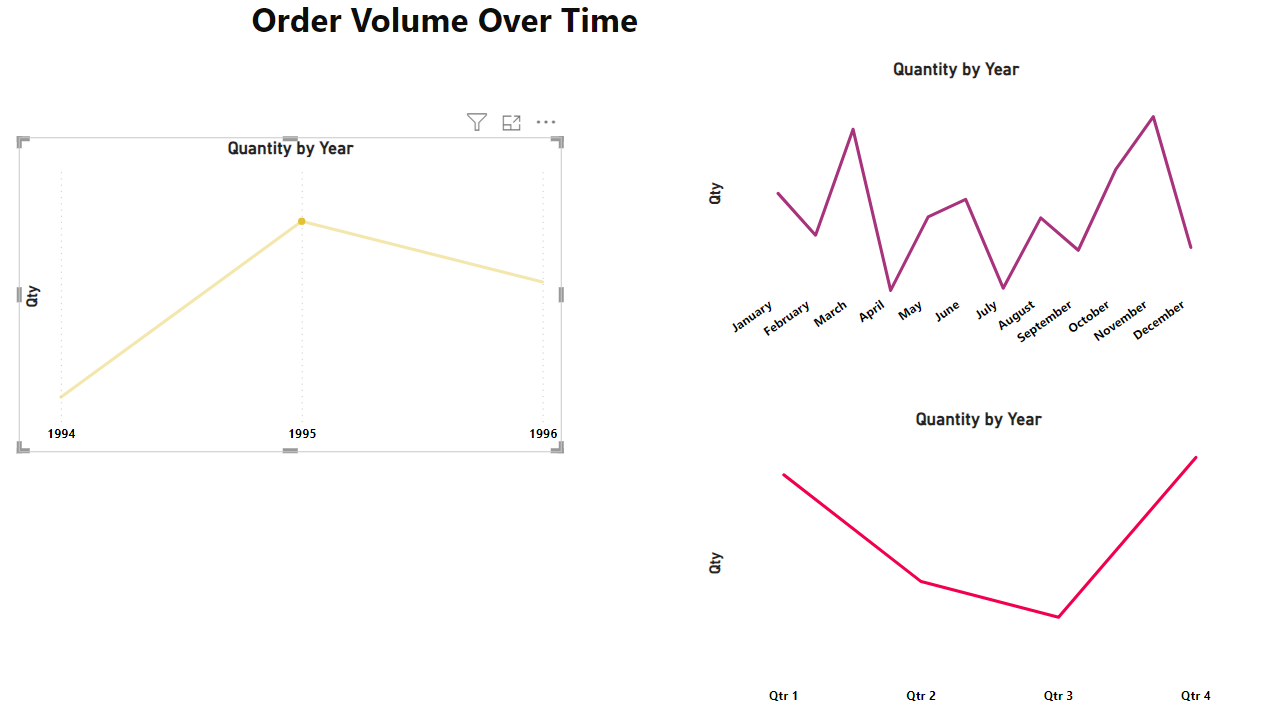 Order Volume Over Time
Quantity by Year
Qty
1994 1995 1996
Quantity by Year
Qty
January February March April May June July August September October November December
Quantity by Year
Qty
Qtr 1 Qtr 2 Qtr 3 Qtr 4